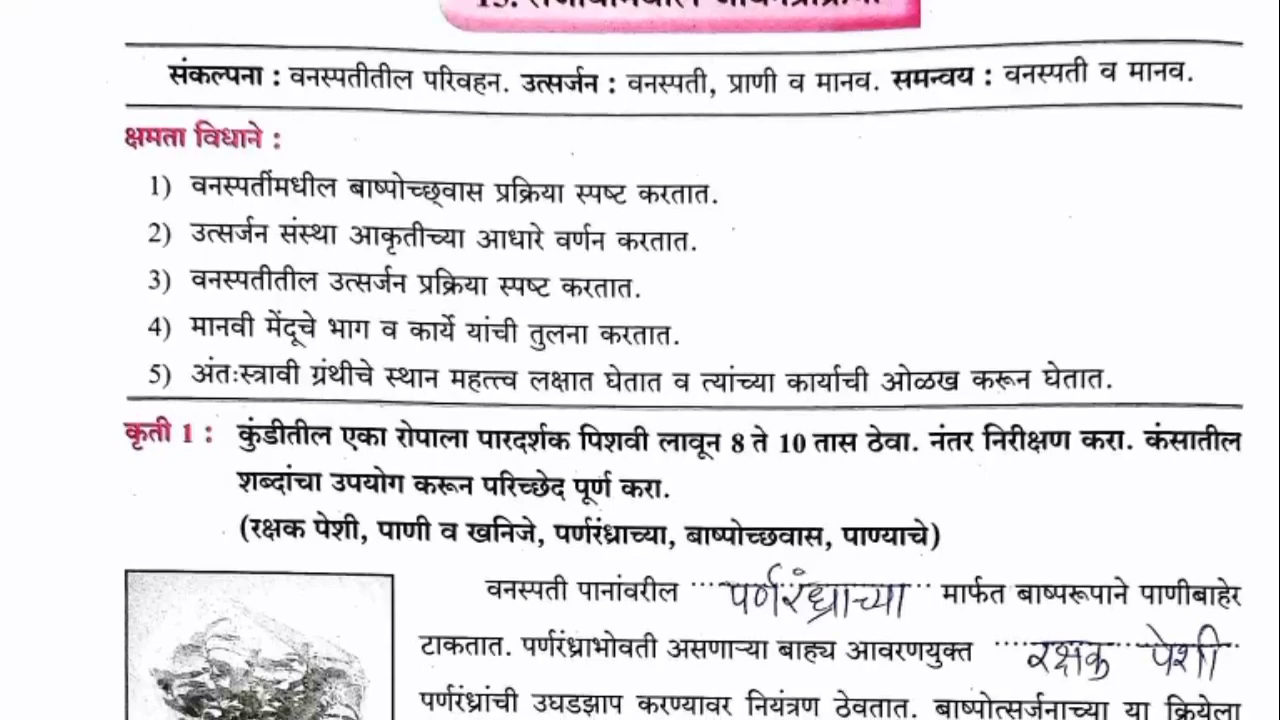 संकल्पना : वनस्पतीतील परिवहन. उत्सर्जन : वनस्पती, प्राणी व मानव. समन्वय : वनस्पती व मानव.
क्षमता विधाने :
1) वनस्पतींमधील बाष्पोच्छ्वास प्रक्रिया स्पष्ट करतात.
2) उत्सर्जन संस्था आकृतीच्या आधारे वर्णन करतात.
3) वनस्पतीतील उत्सर्जन प्रक्रिया स्पष्ट करतात.
4) मानवी मेंदूचे भाग व कार्ये यांची तुलना करतात.
5) अंतःस्त्रावी ग्रंथीचे स्थान महत्त्व लक्षात घेतात व त्यांच्या कार्याची ओळख करून घेतात.
कृती 1 : कुंडीतील एका रोपाला पारदर्शक पिशवी लावून 8 ते 10 तास ठेवा. नंतर निरीक्षण करा. कंसातील
शब्दांचा उपयोग करून परिच्छेद पूर्ण करा.
(रक्षक पेशी, पाणी व खनिजे, पर्णरंध्राच्या, बाष्पोच्छवास, पाण्याचे)
वनस्पती पानांवरील पर्णरंध्राच्या मार्फत बाष्परूपाने पाणीबाहेर
टाकतात. पर्णरंध्राभोवती असणाऱ्या बाह्य आवरणयुक्त रक्षक पेशी
पर्णरंध्रांची उघडझाप करण्यावर नियंत्रण ठेवतात. बाष्पोत्सर्जनाच्या या क्रियेला